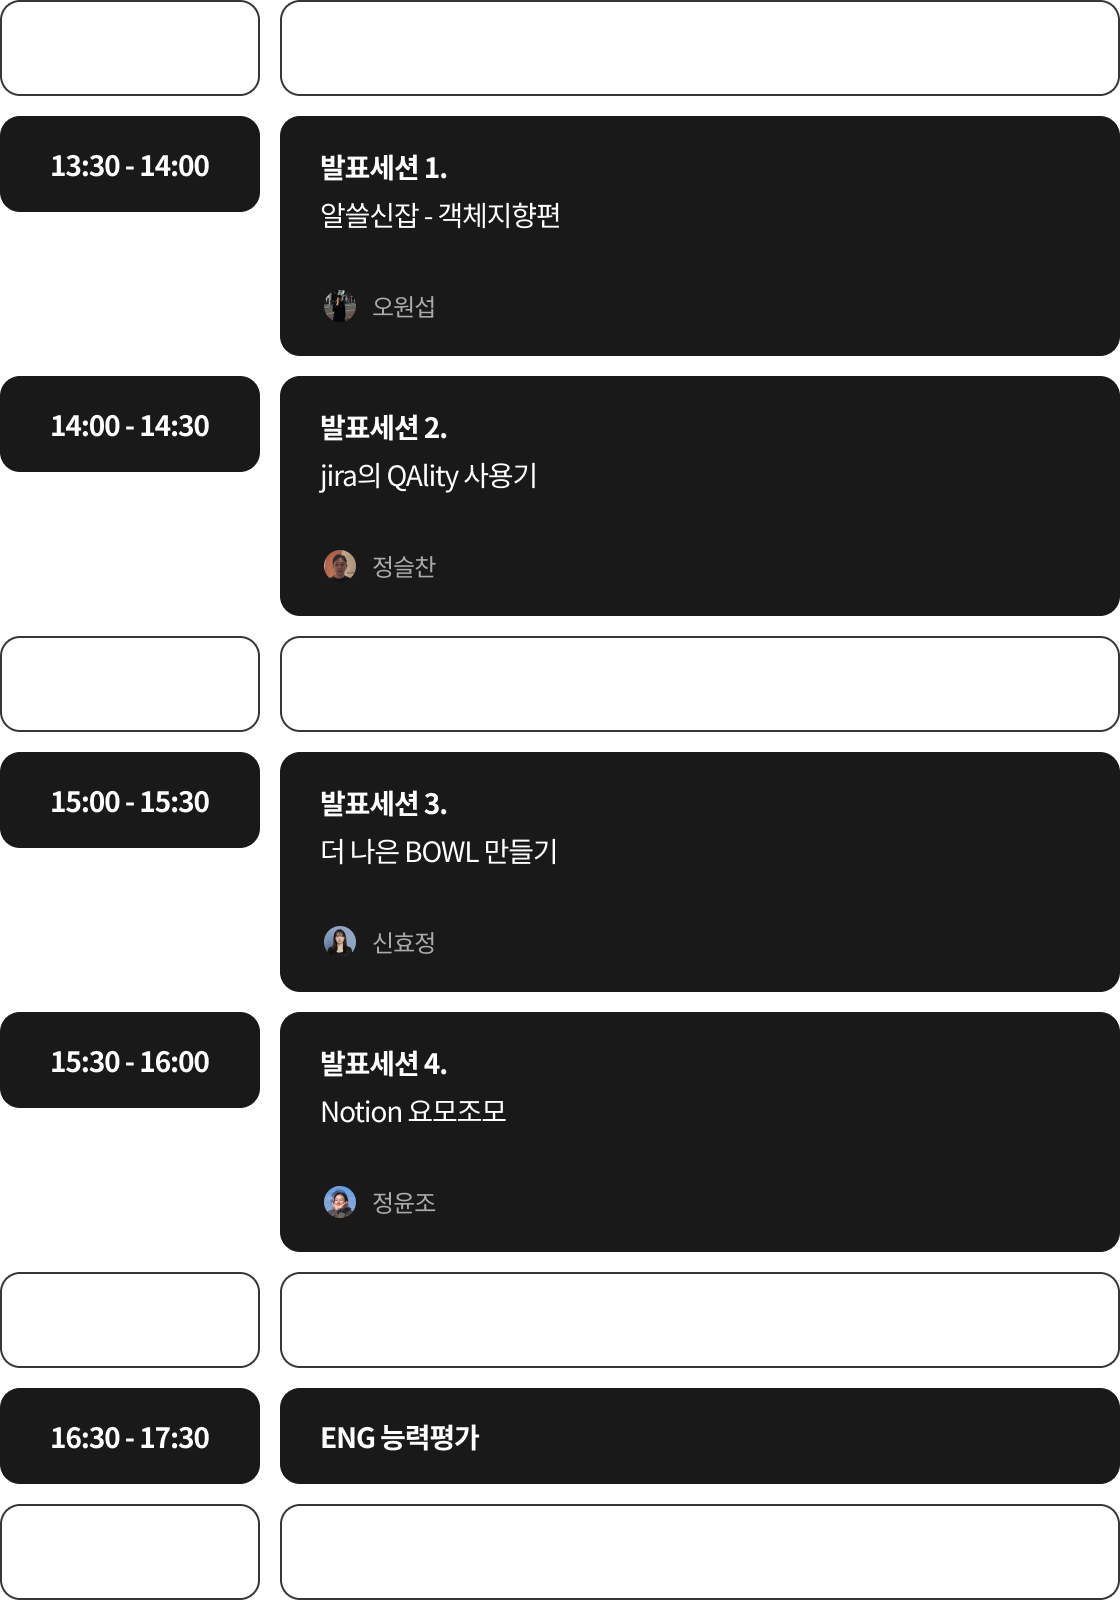 13:30 - 14:00
발표세션 1.
알쓸신잡 - 객체지향편
오원섭
14:00 - 14:30
발표세션 2.
jira의 QAlity 사용기
정슬찬
15:00 - 15:30
발표세션 3.
더 나은 BOWL 만들기
신효정
15:30 - 16:00
발표세션 4.
Notion 요모조모
정윤조
16:30 - 17:30
ENG 능력평가